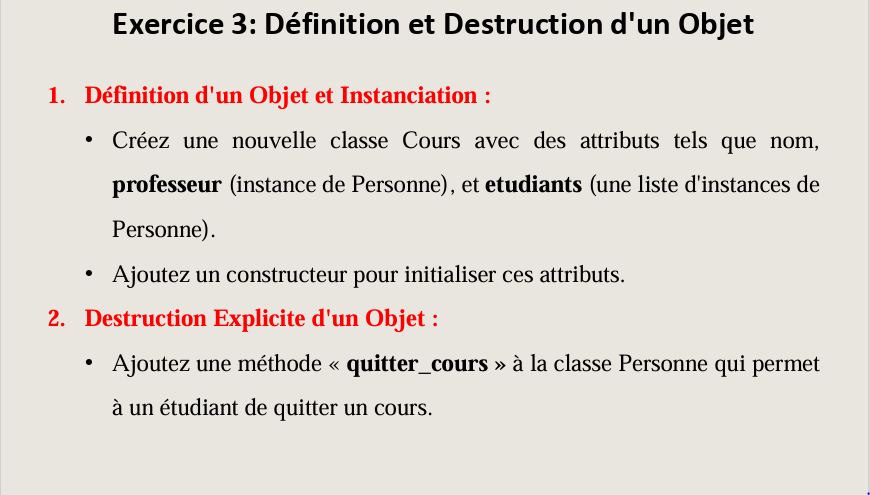 Exercice 3: Définition et Destruction d'un Objet
1. Définition d'un Objet et Instanciation :
• Créez une nouvelle classe Cours avec des attributs tels que nom,
professeur (instance de Personne), et etudiants (une liste d'instances de
Personne).
• Ajoutez un constructeur pour initialiser ces attributs.
2. Destruction Explicite d'un Objet :
• Ajoutez une méthode « quitter_cours » à la classe Personne qui permet
à un étudiant de quitter un cours.